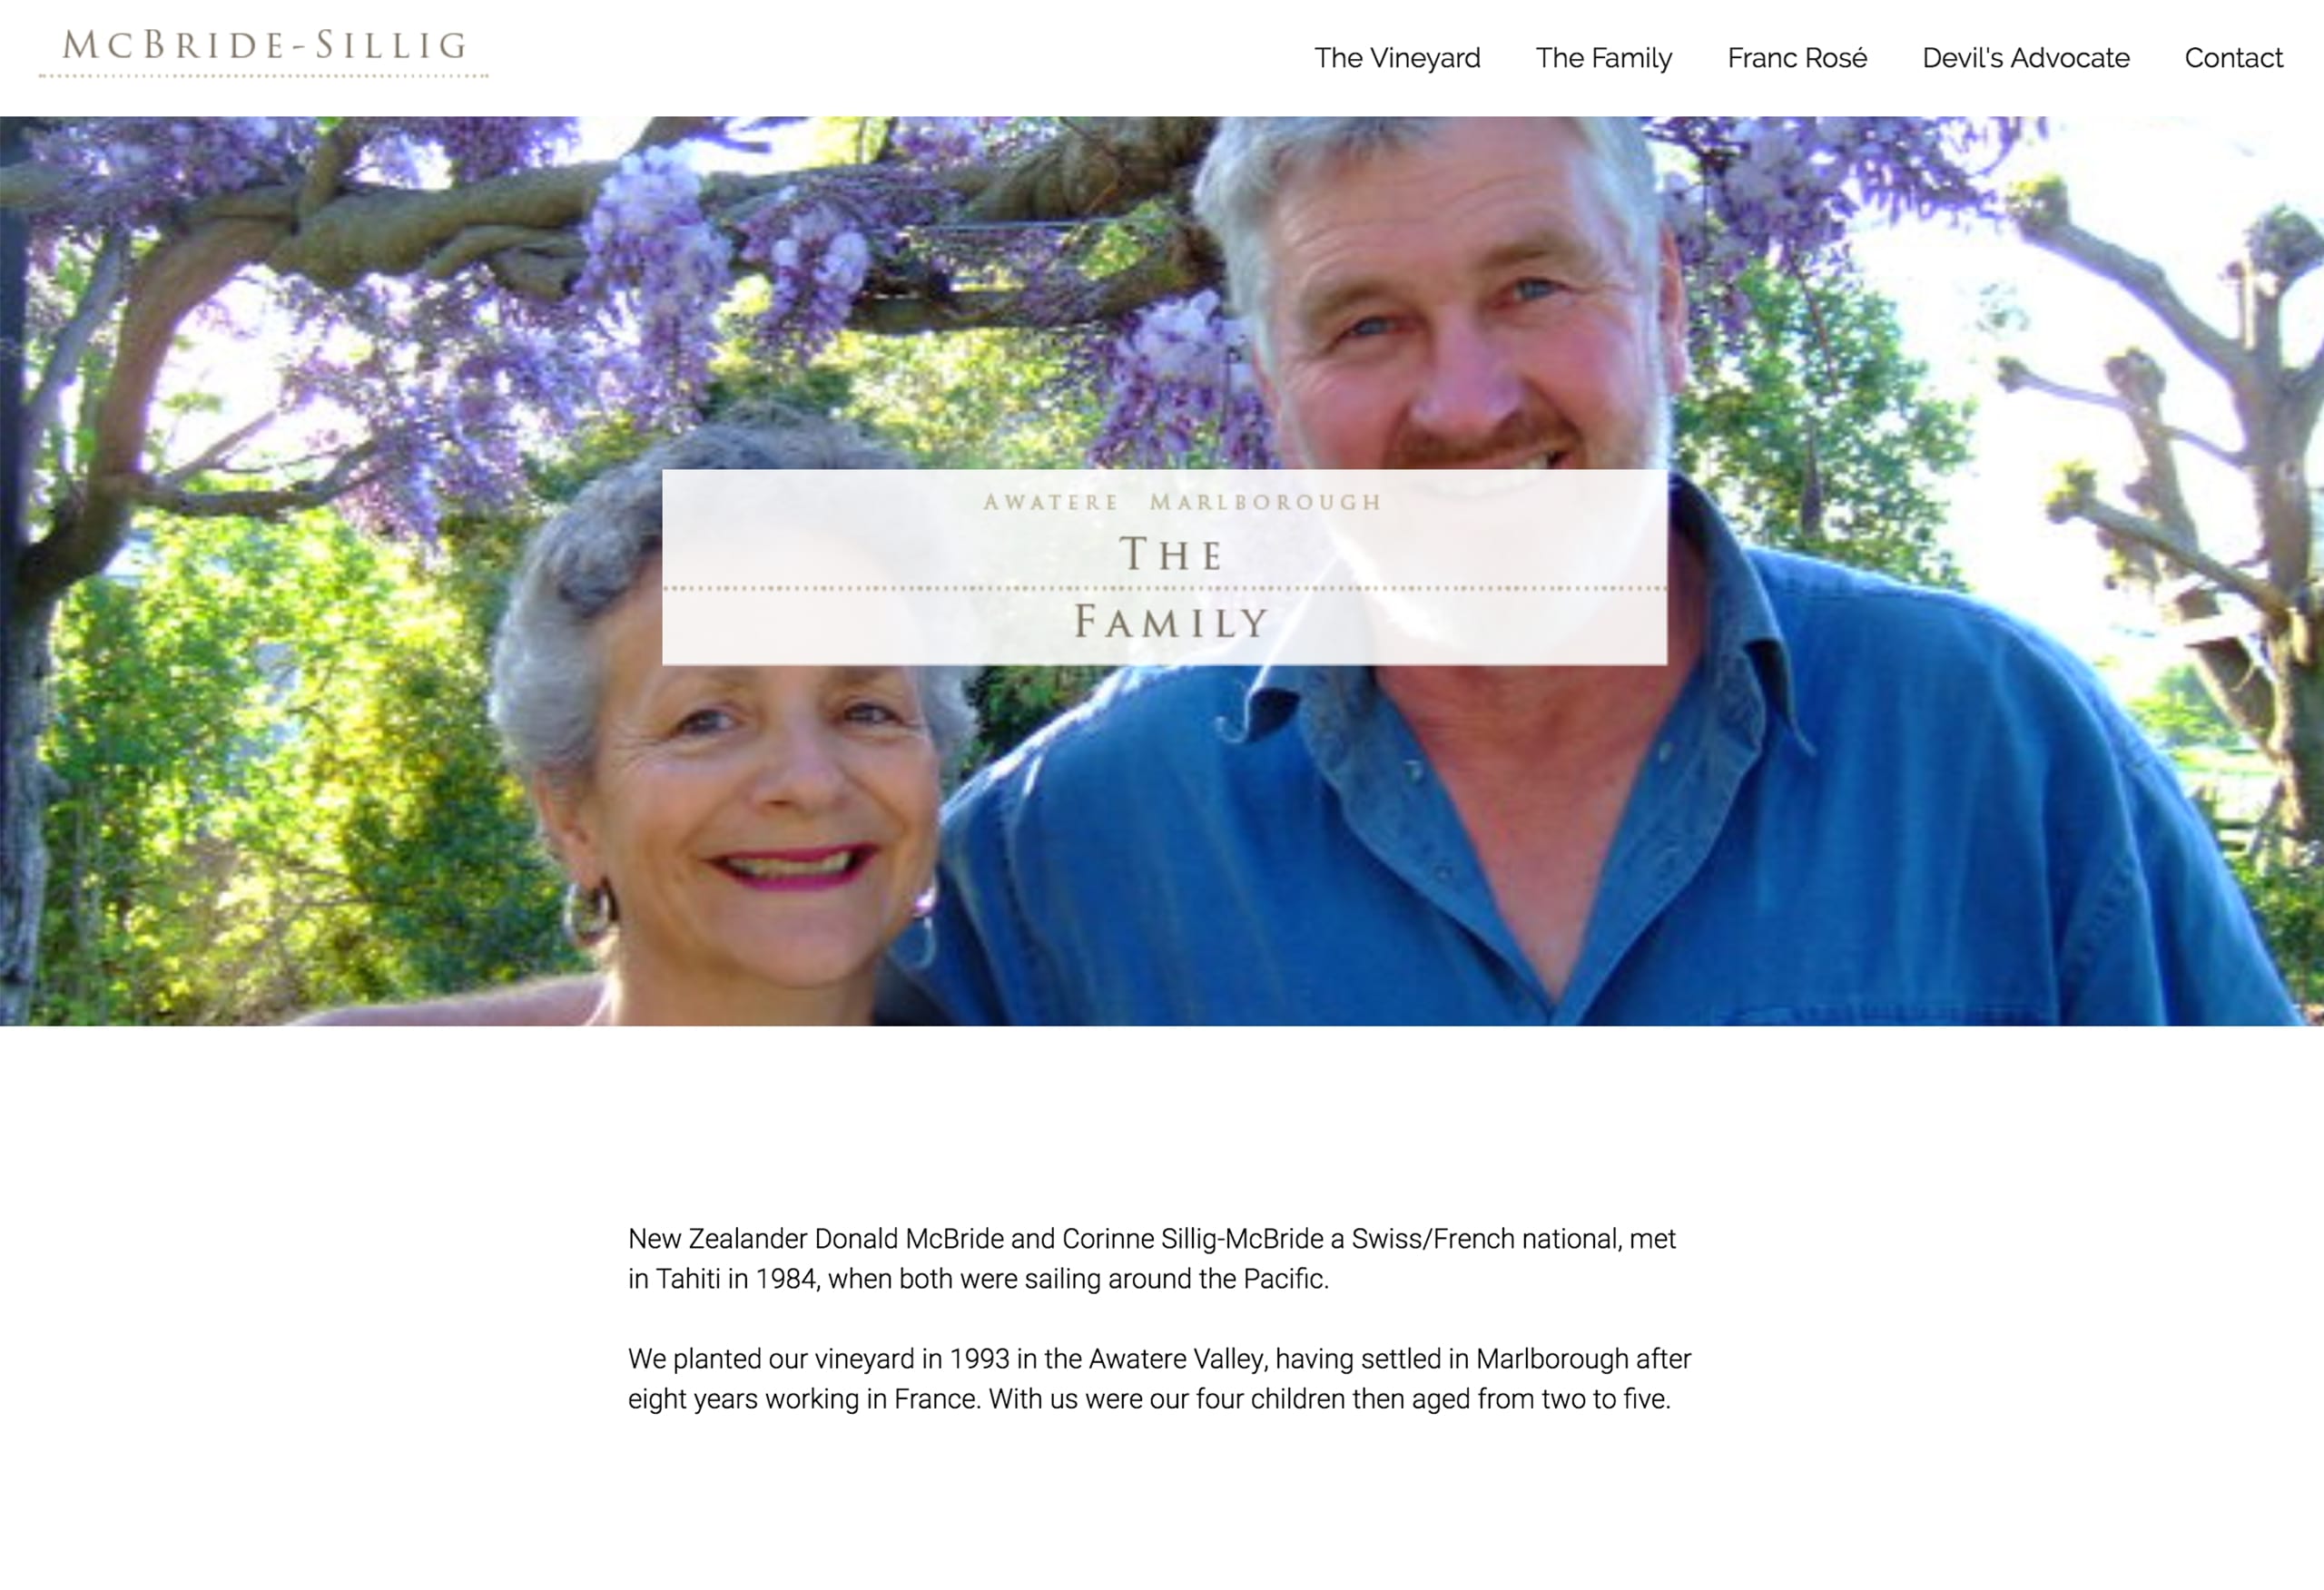 McBride-Sillig
The Vineyard The Family Franc Rosé Devil's Advocate Contact
Awatere Marlborough
The
Family
New Zealander Donald McBride and Corinne Sillig-McBride a Swiss/French national, met
in Tahiti in 1984, when both were sailing around the Pacific.
We planted our vineyard in 1993 in the Awatere Valley, having settled in Marlborough after
eight years working in France. With us were our four children then aged from two to five.